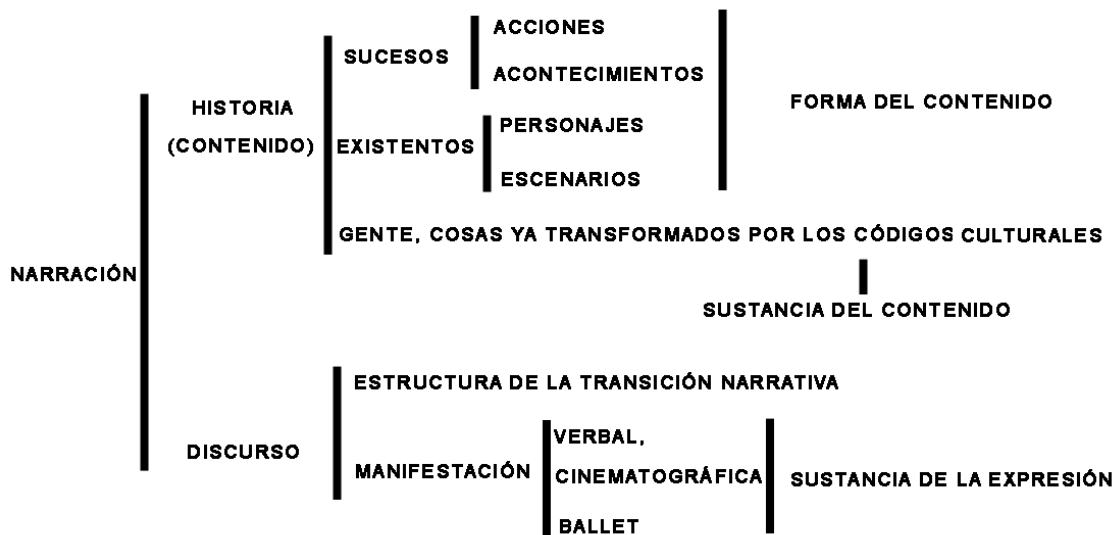 NARRACIÓN
HISTORIA
(CONTENIDO)
SUCESOS
ACCIONES
ACONTECIMIENTOS
EXISTENTOS
PERSONAJES
ESCENARIOS
FORMA DEL CONTENIDO
GENTE, COSAS YA TRANSFORMADOS POR LOS CÓDIGOS CULTURALES
SUSTANCIA DEL CONTENIDO
DISCURSO
ESTRUCTURA DE LA TRANSICIÓN NARRATIVA
MANIFESTACIÓN
VERBAL,
CINEMATOGRÁFICA
BALLET
SUSTANCIA DE LA EXPRESIÓN